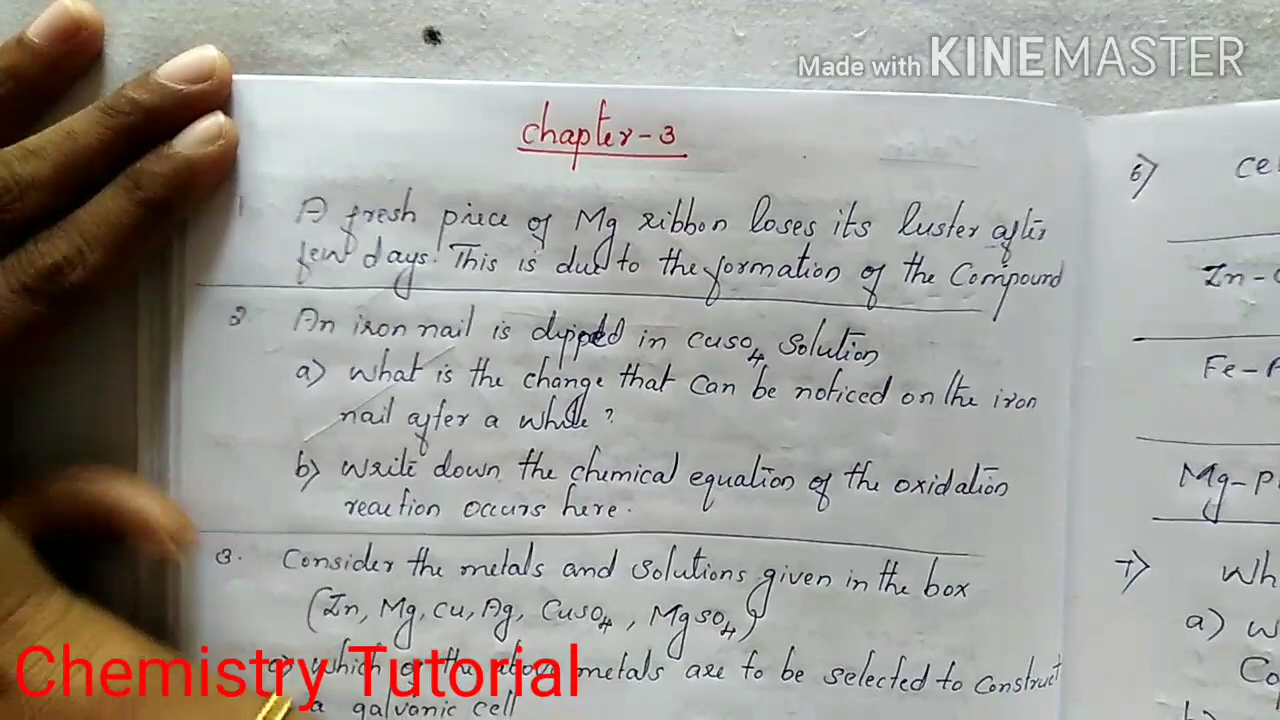 Made with KINEMASTER
Chapter-3
1 A fresh piece of Mg ribbon loses its luster after
few days. This is due to the formation of the Compound
2 An iron nail is dipped in CuSO4 Solution
a) What is the change that can be noticed on the iron
nail after a while?
b) Write down the chemical equation of the oxidation
reaction occurs here.
3. Consider the metals and solutions given in the box
(Zn, Mg, Cu, Ag, CuSO4, MgSO4)
a) which of the above metals are to be selected to construct
a galvanic cell
6)
Zn-
Fe-
Mg-
7)
a)
Chemistry Tutorial